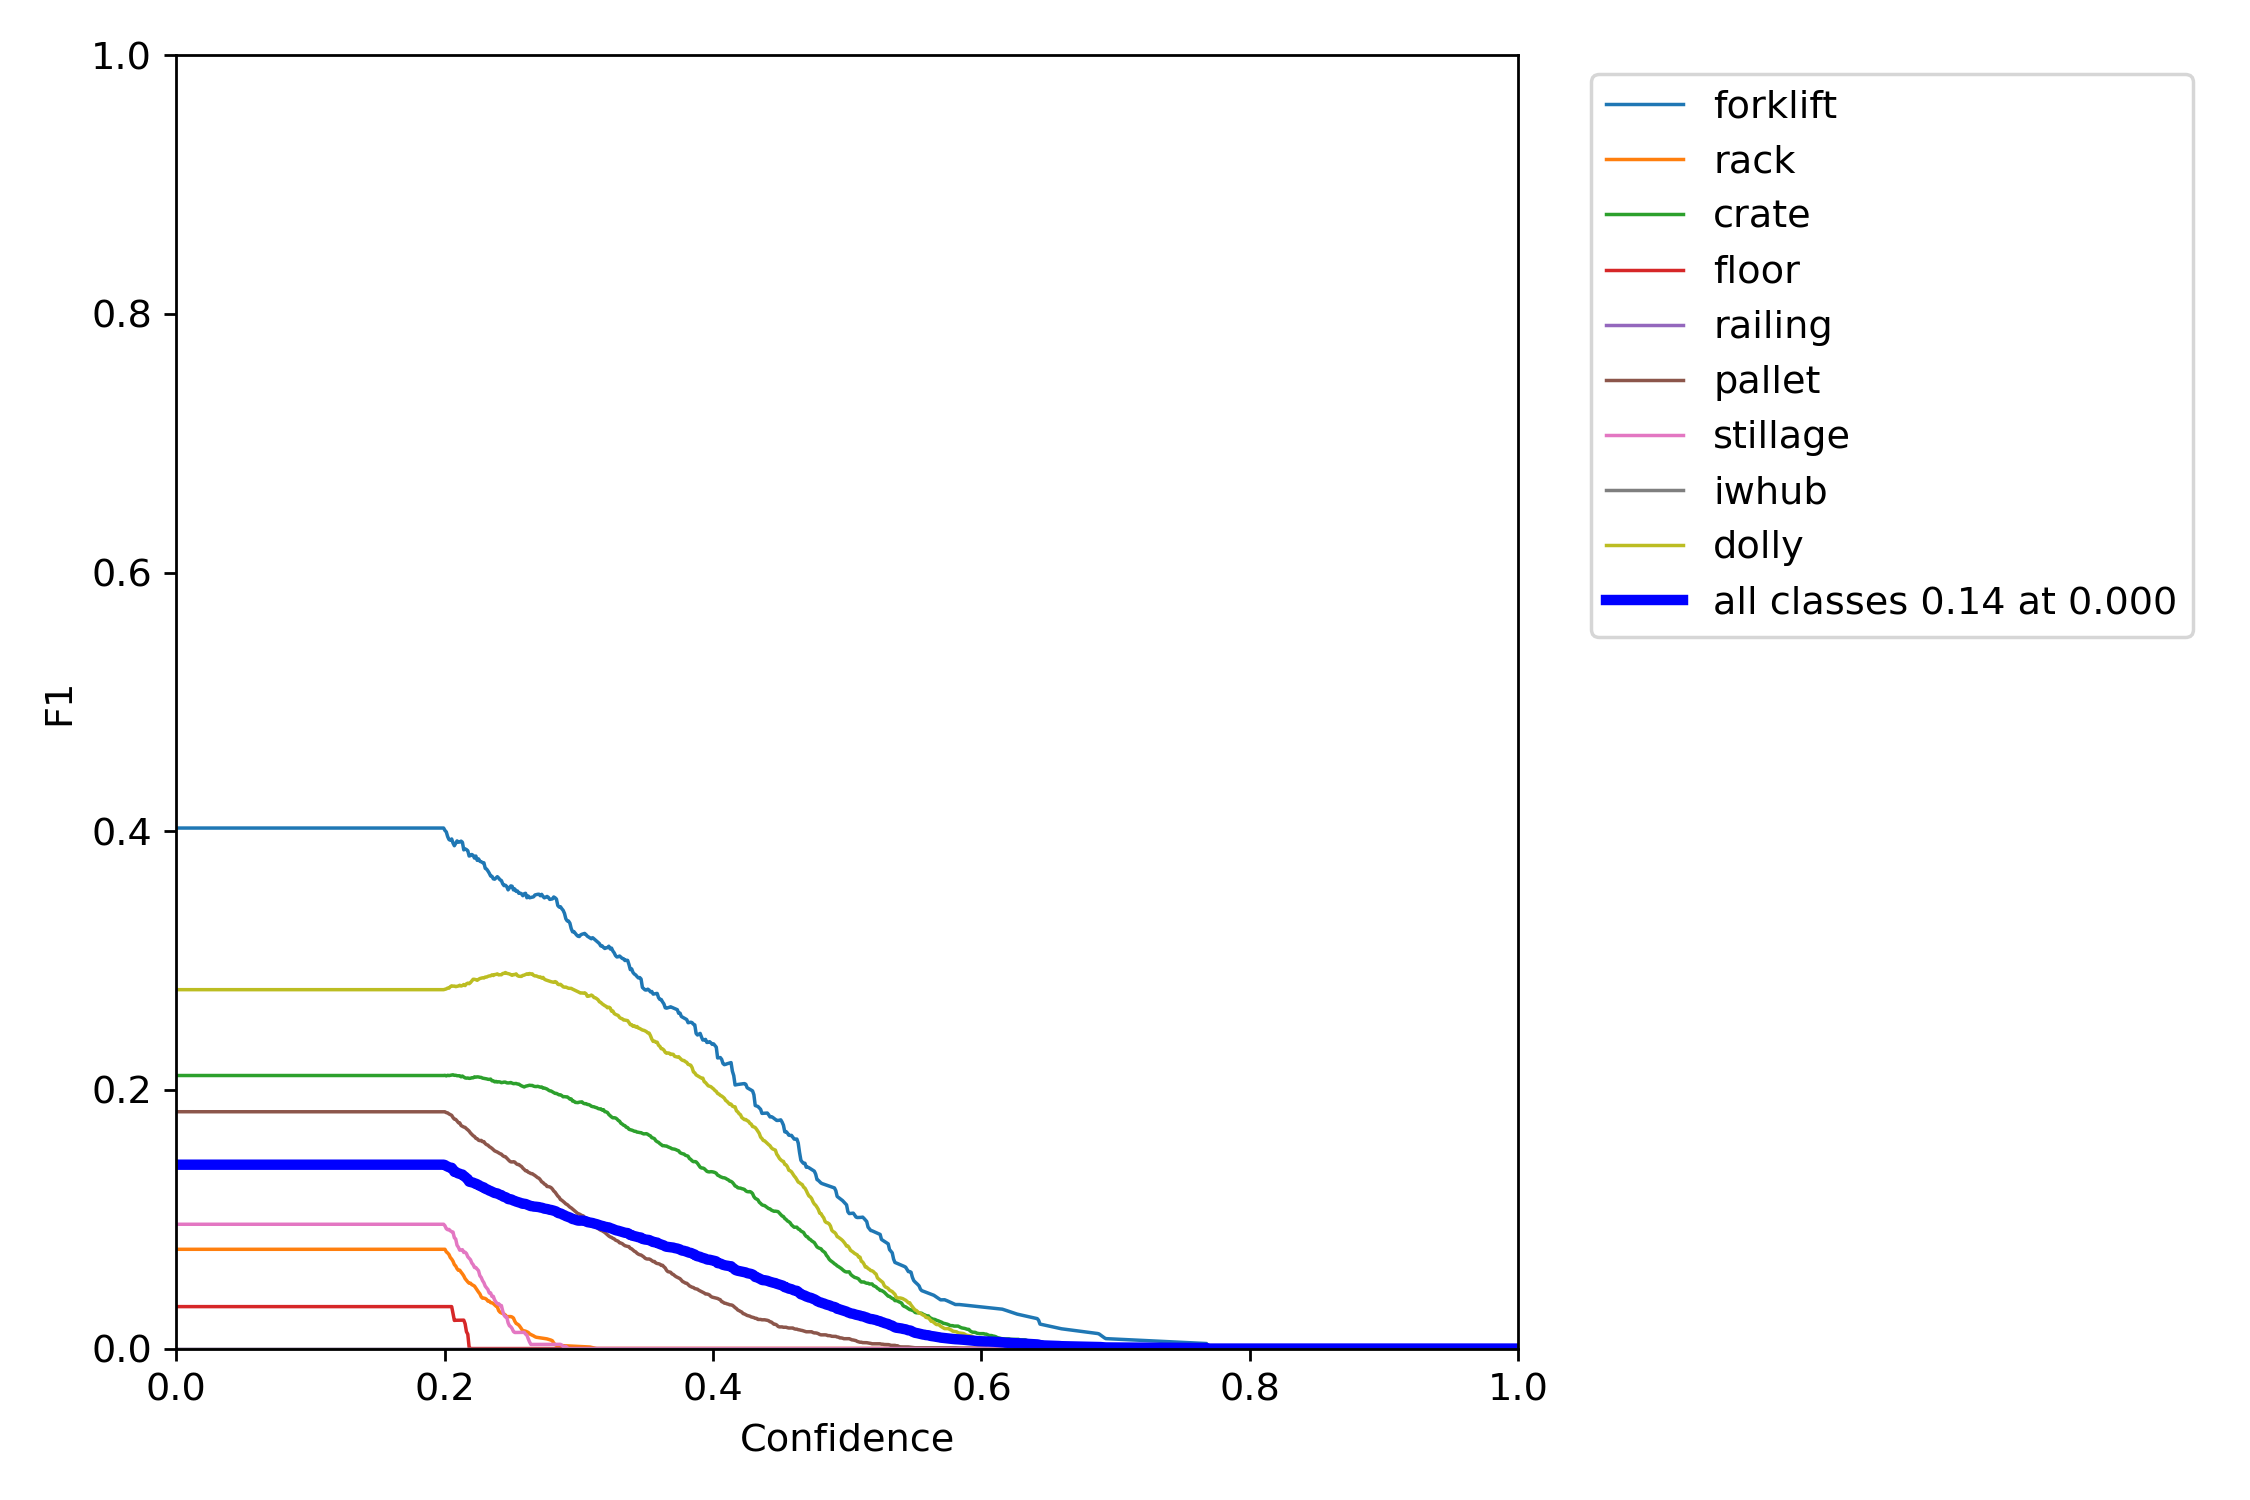 1.0
0.8
0.6
0.4
0.2
0.0
F1
0.0 0.2 0.4 0.6 0.8 1.0
Confidence
forklift
rack
crate
floor
railing
pallet
stillage
iwhub
dolly
all classes 0.14 at 0.000